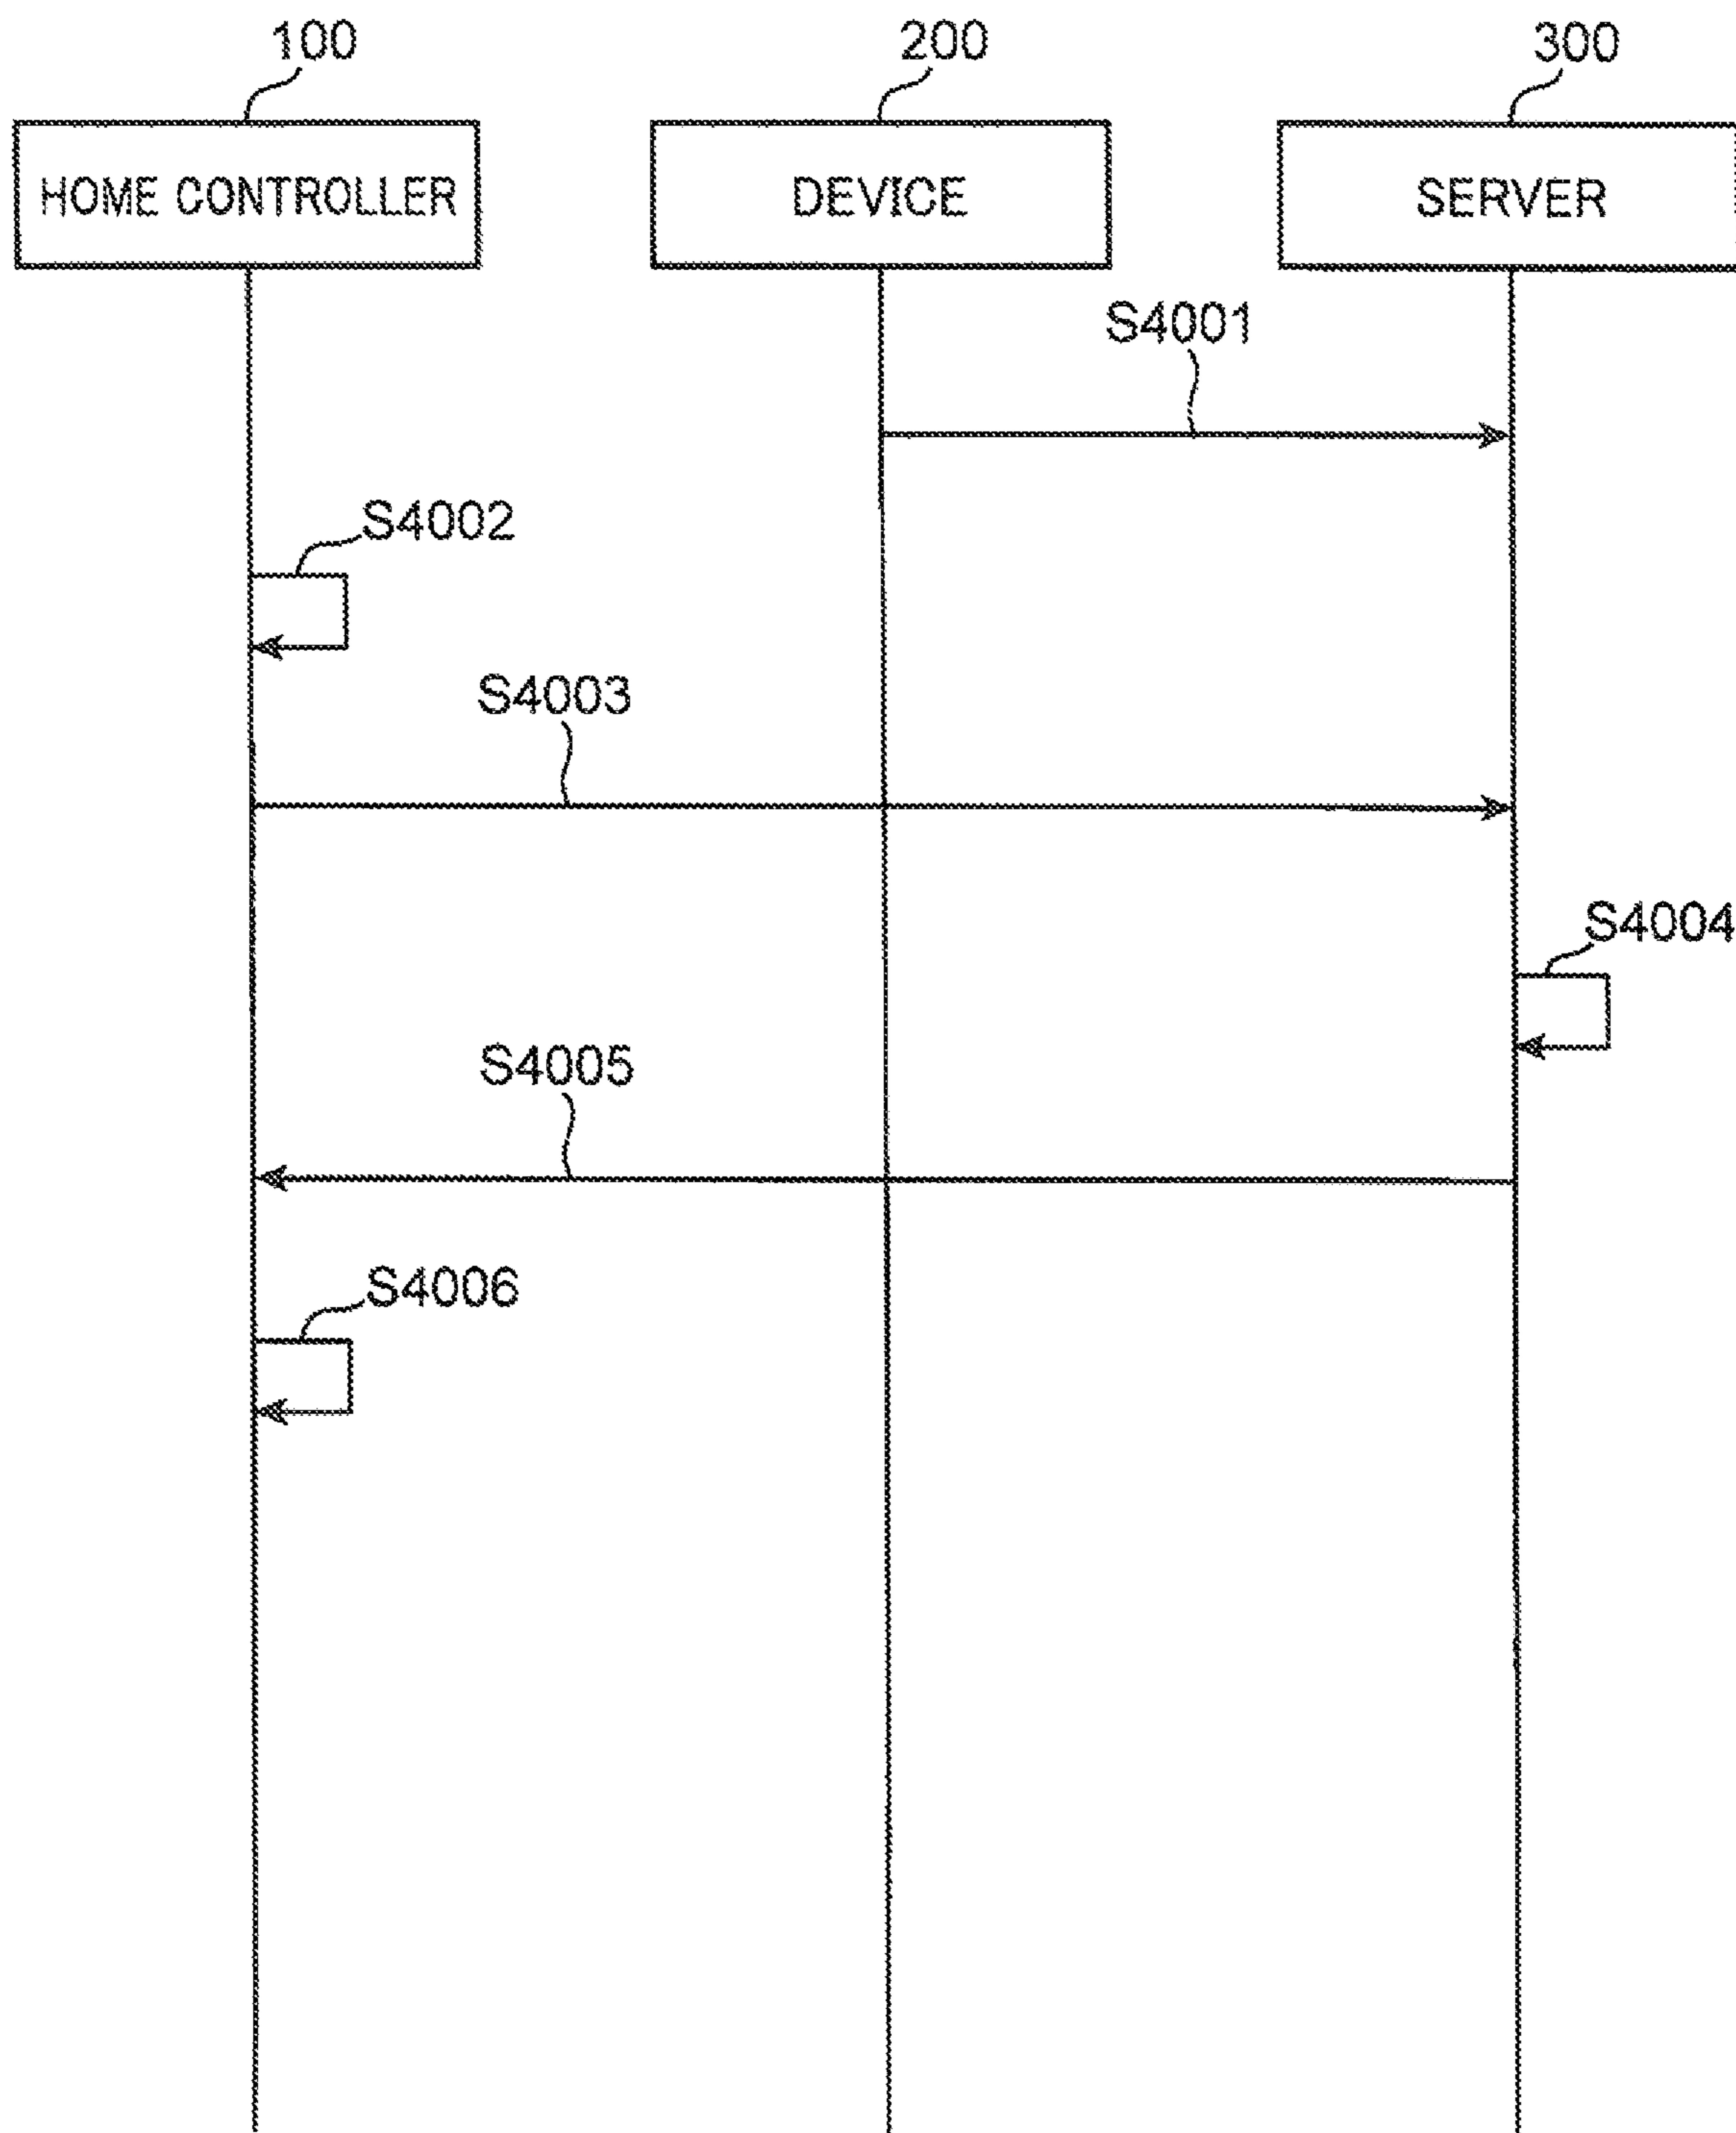 100
200
300
HOME CONTROLLER
DEVICE
SERVER
S4001
S4002
S4003
S4004
S4005
S4006